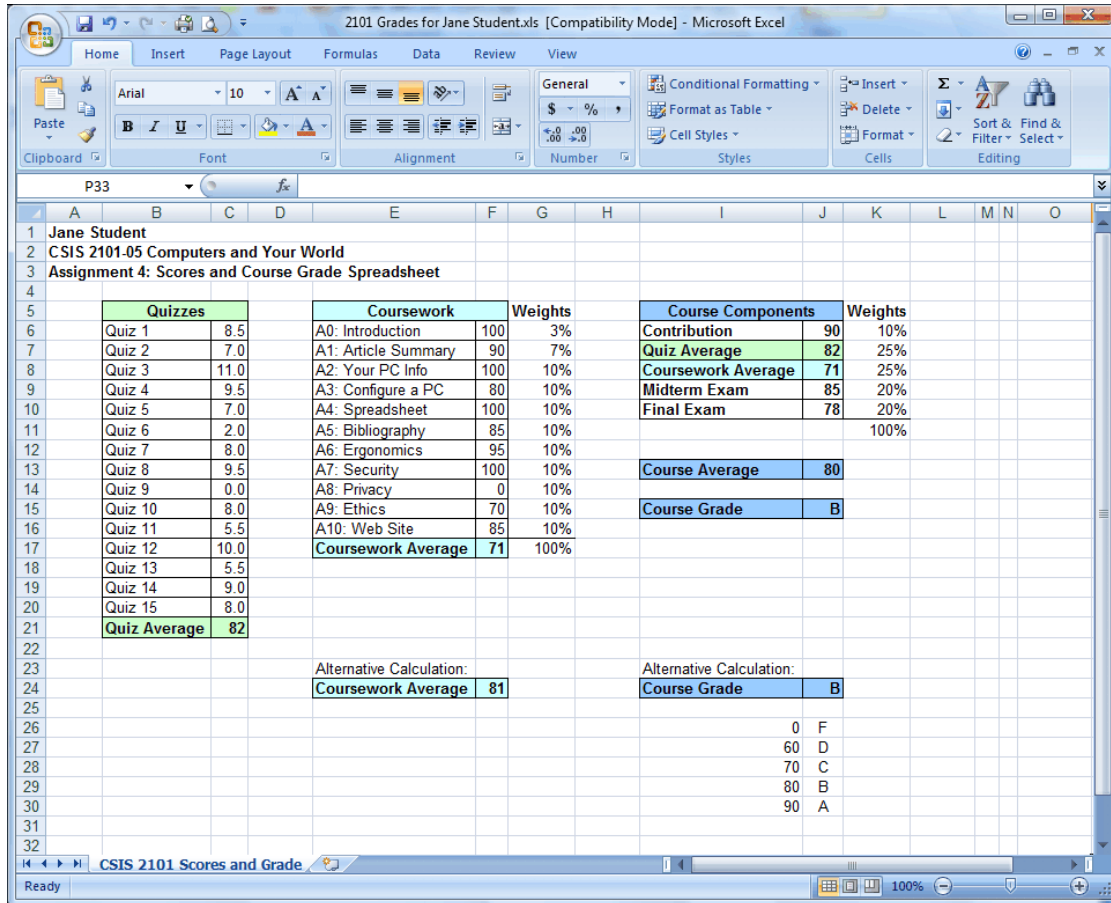 2101 Grades for Jane Student.xls [Compatibility Mode] - Microsoft Excel
Home Insert Page Layout Formulas Data Review View
Paste
Clipboard
Arial 10 A A
B I U A
Font
Alignment
General
$ % ,
.0 .00 .00 .0
Number
Conditional Formatting
Format as Table
Cell Styles
Styles
Insert
Delete
Format
Cells
Σ
Sort & Filter
Find & Select
Editing
P33 fx
A B C D E F G H I J K L M N O
1 Jane Student
2 CSIS 2101-05 Computers and Your World
3 Assignment 4: Scores and Course Grade Spreadsheet
4
5 Quizzes Coursework Weights Course Components Weights
6 Quiz 1 8.5 A0: Introduction 100 3% Contribution 90 10%
7 Quiz 2 7.0 A1: Article Summary 90 7% Quiz Average 82 25%
8 Quiz 3 11.0 A2: Your PC Info 100 10% Coursework Average 71 25%
9 Quiz 4 9.5 A3: Configure a PC 80 10% Midterm Exam 85 20%
10 Quiz 5 7.0 A4: Spreadsheet 100 10% Final Exam 78 20%
11 Quiz 6 2.0 A5: Bibliography 85 10% 100%
12 Quiz 7 8.0 A6: Ergonomics 95 10%
13 Quiz 8 9.5 A7: Security 100 10% Course Average 80
14 Quiz 9 0.0 A8: Privacy 0 10%
15 Quiz 10 8.0 A9: Ethics 70 10% Course Grade B
16 Quiz 11 5.5 A10: Web Site 85 10%
17 Quiz 12 10.0 Coursework Average 71 100%
18 Quiz 13 5.5
19 Quiz 14 9.0
20 Quiz 15 8.0
21 Quiz Average 82
22
23 Alternative Calculation: Alternative Calculation:
24 Coursework Average 81 Course Grade B
25
26 0 F
27 60 D
28 70 C
29 80 B
30 90 A
31
32
CSIS 2101 Scores and Grade
Ready 100%